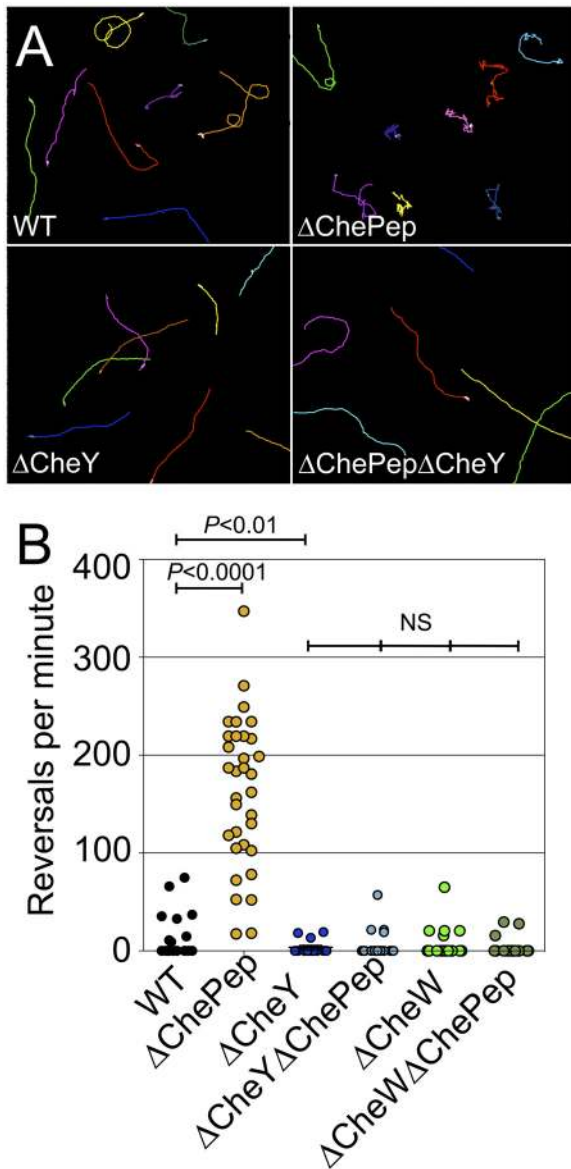 A
WT
ΔChePep
ΔCheY
ΔChePepΔCheY
B
P<0.01
P<0.0001
NS
Reversals per minute
400
300
200
100
0
WT
ΔChePep
ΔCheY
ΔCheYΔChePep
ΔCheW
ΔCheWΔChePep